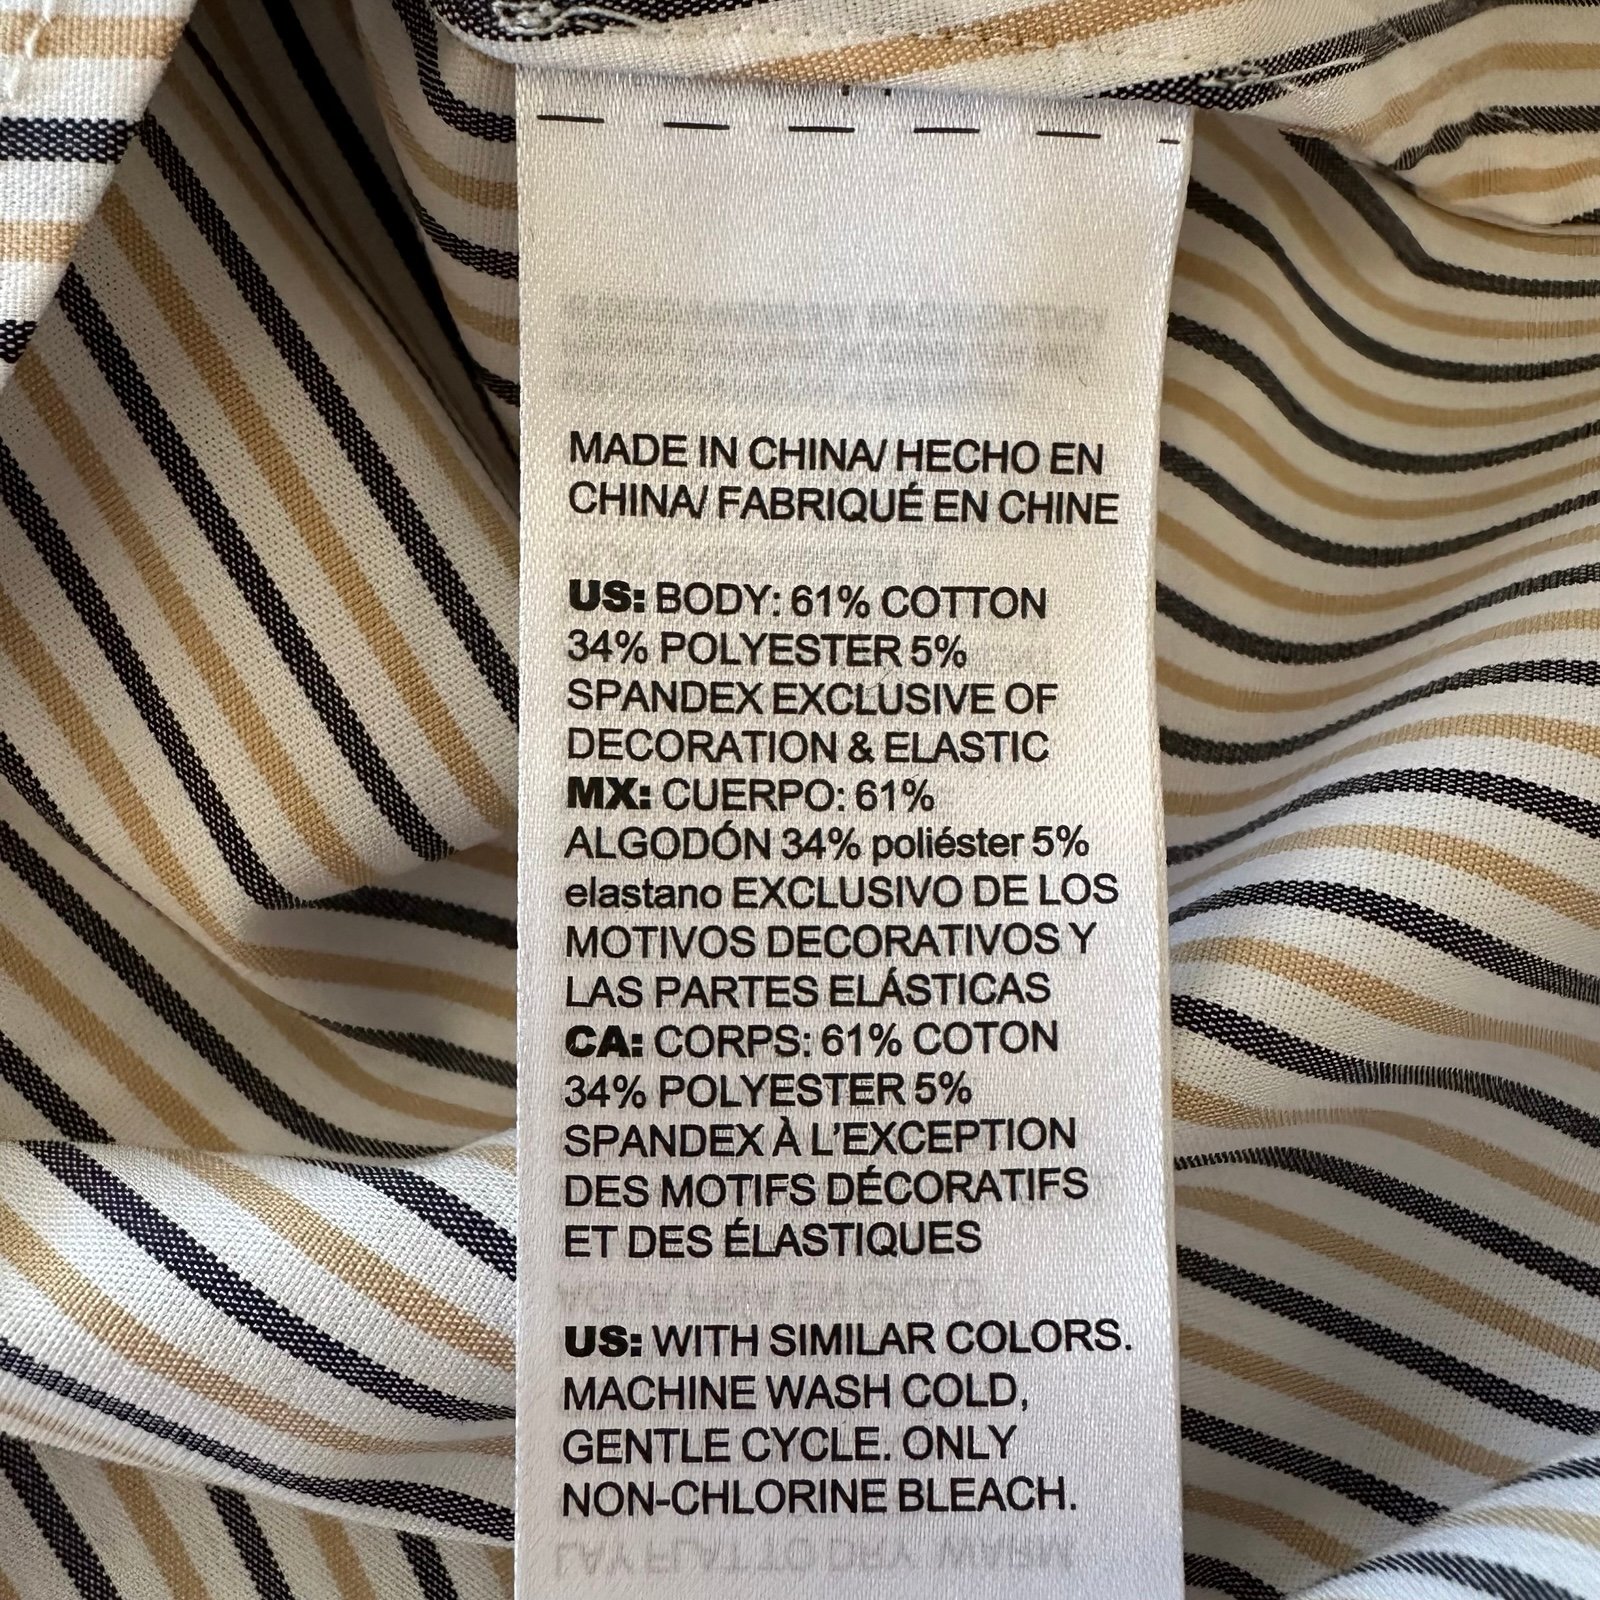 MADE IN CHINA/ HECHO EN
CHINA/ FABRIQUÉ EN CHINE
US: BODY: 61% COTTON
34% POLYESTER 5%
SPANDEX EXCLUSIVE OF
DECORATION & ELASTIC
MX: CUERPO: 61%
ALGODÓN 34% poliéster 5%
elastano EXCLUSIVO DE LOS
MOTIVOS DECORATIVOS Y
LAS PARTES ELÁSTICAS
CA: CORPS: 61% COTON
34% POLYESTER 5%
SPANDEX À L'EXCEPTION
DES MOTIFS DÉCORATIFS
ET DES ÉLASTIQUES
US: WITH SIMILAR COLORS.
MACHINE WASH COLD,
GENTLE CYCLE. ONLY
NON-CHLORINE BLEACH.